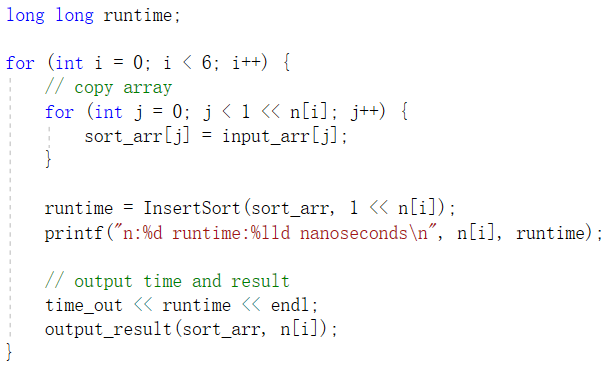 long long runtime;
for (int i = 0; i < 6; i++) {
// copy array
for (int j = 0; j < 1 << n[i]; j++) {
sort_arr[j] = input_arr[j];
}
runtime = InsertSort(sort_arr, 1 << n[i]);
printf("n:%d runtime:%lld nanoseconds\n", n[i], runtime);
// output time and result
time_out << runtime << endl;
output_result(sort_arr, n[i]);
}